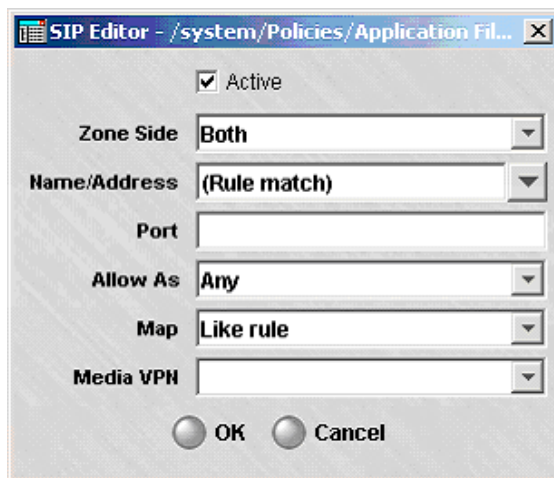 SIP Editor - /system/Policies/Application Fil...
Active
Zone Side Both
Name/Address (Rule match)
Port
Allow As Any
Map Like rule
Media VPN
OK Cancel